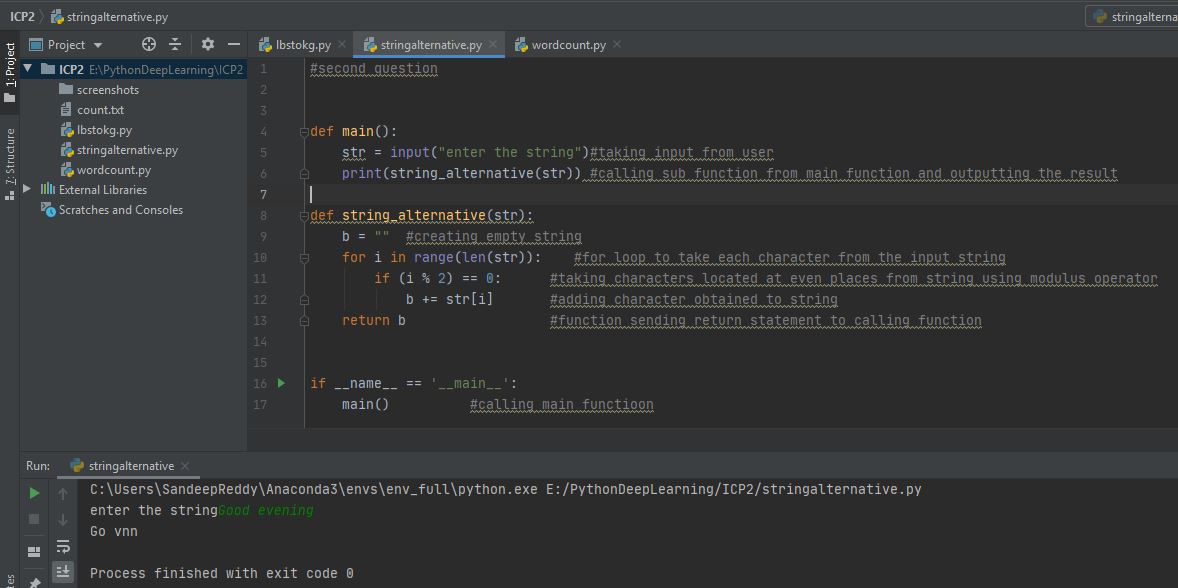 ICP2 stringalternative.py stringalterna
Project lbstokg.py stringalternative.py wordcount.py
1: Project
7: Structure
ICP2 E:\PythonDeepLearning\ICP2
screenshots
count.txt
lbstokg.py
stringalternative.py
wordcount.py
External Libraries
Scratches and Consoles
1 #second question
2
3
4 def main():
5     str = input("enter the string")#taking input from user
6     print(string_alternative(str)) #calling sub function from main function and outputting the result
7
8 def string_alternative(str):
9     b = ""  #creating empty string
10     for i in range(len(str)):    #for loop to take each character from the input string
11         if (i % 2) == 0:      #taking characters located at even places from string using modulus operator
12             b += str[i]       #adding character obtained to string
13     return b                  #function sending return statement to calling function
14
15
16 if __name__ == '__main__':
17     main()          #calling main functioon
Run: stringalternative
C:\Users\SandeepReddy\Anaconda3\envs\env_full\python.exe E:/PythonDeepLearning/ICP2/stringalternative.py
enter the stringGood evening
Go vnn
Process finished with exit code 0